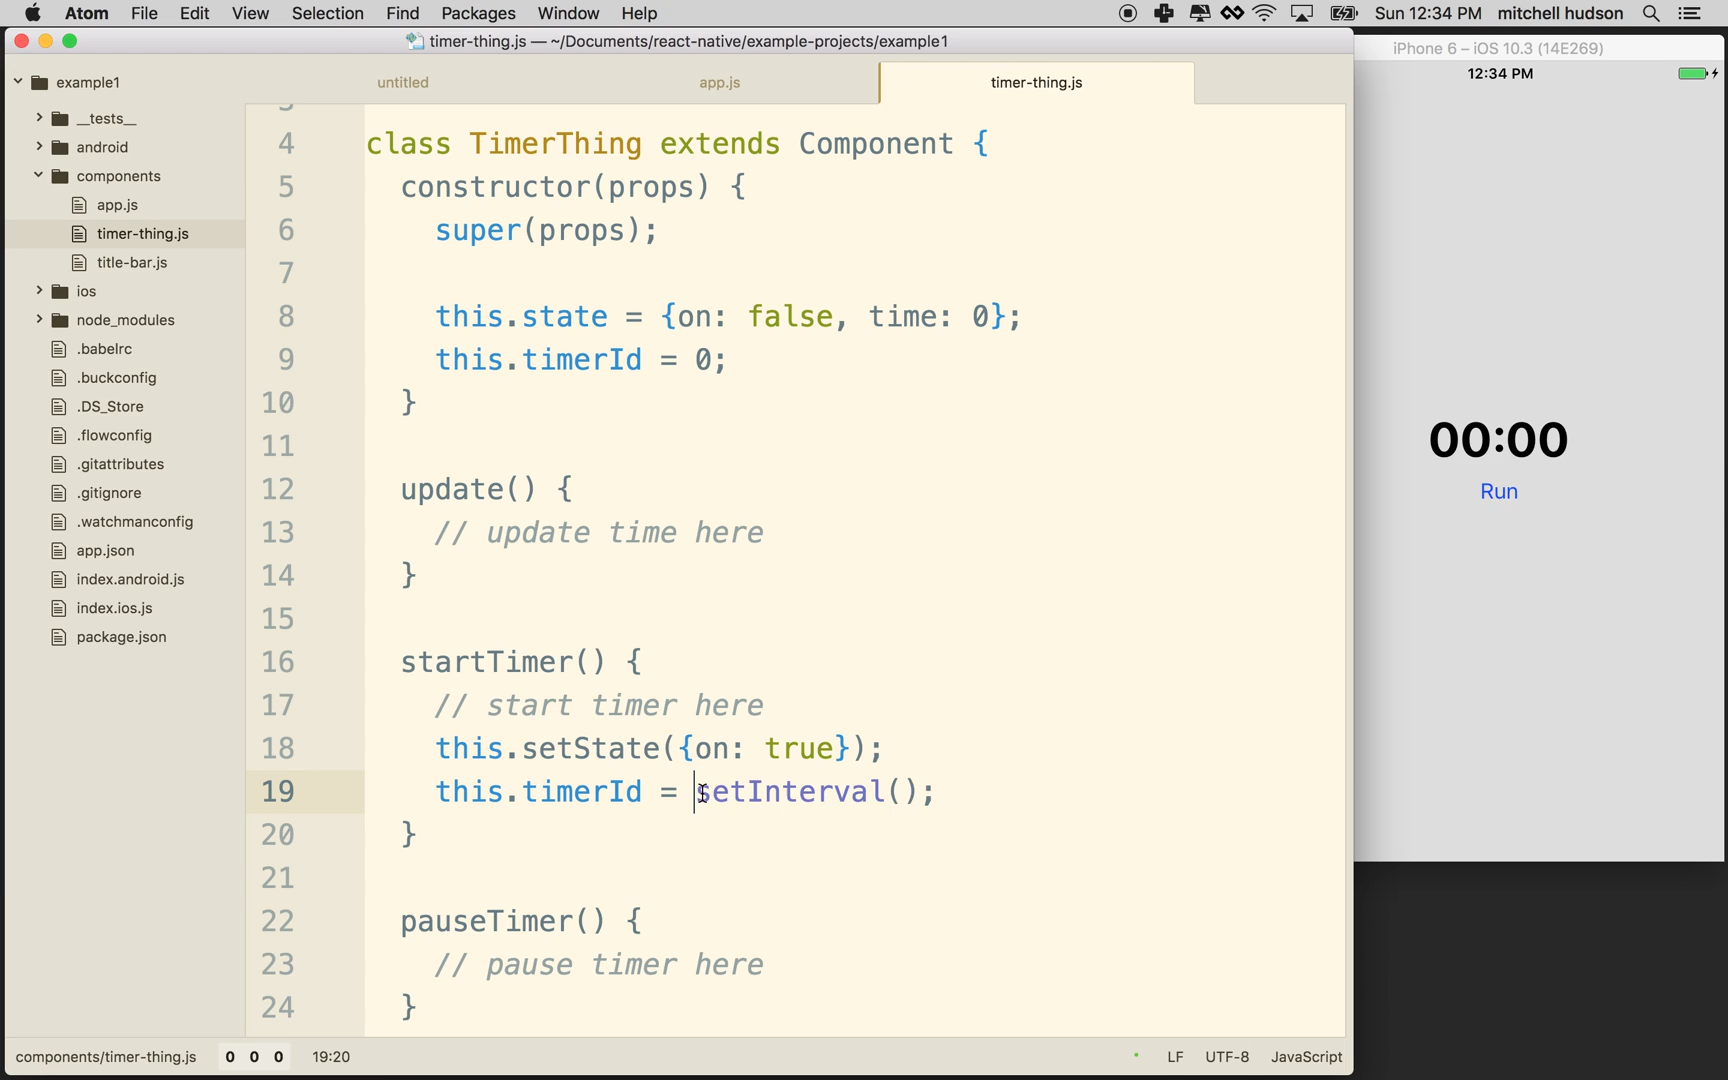 Atom File Edit View Selection Find Packages Window Help Sun 12:34 PM mitchell hudson
timer-thing.js — ~/Documents/react-native/example-projects/example1
iPhone 6 – iOS 10.3 (14E269)
12:34 PM
example1
__tests__
android
components
app.js
timer-thing.js
title-bar.js
ios
node_modules
.babelrc
.buckconfig
.DS_Store
.flowconfig
.gitattributes
.gitignore
.watchmanconfig
app.json
index.android.js
index.ios.js
package.json
untitled app.js timer-thing.js
4 class TimerThing extends Component {
5 constructor(props) {
6 super(props);
7
8 this.state = {on: false, time: 0};
9 this.timerId = 0;
10 }
11
12 update() {
13 // update time here
14 }
15
16 startTimer() {
17 // start timer here
18 this.setState({on: true});
19 this.timerId = setInterval();
20 }
21
22 pauseTimer() {
23 // pause timer here
24 }
00:00
Run
components/timer-thing.js 0 0 0 19:20 LF UTF-8 JavaScript